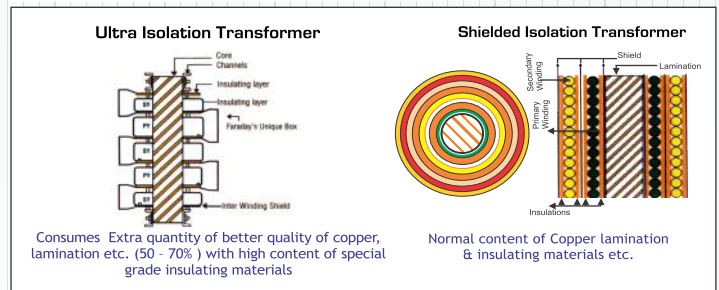 Ultra Isolation Transformer
Core
Channels
Insulating layer
Insulating layer
SY
PY
Faraday's Unique Box
SY
PY
SY
Inter Winding Shield
Consumes Extra quantity of better quality of copper,
lamination etc. (50 – 70% ) with high content of special
grade insulating materials
Shielded Isolation Transformer
Shield
Lamination
Secondary
Winding
Primary
Winding
Insulations
Normal content of Copper lamination
& insulating materials etc.